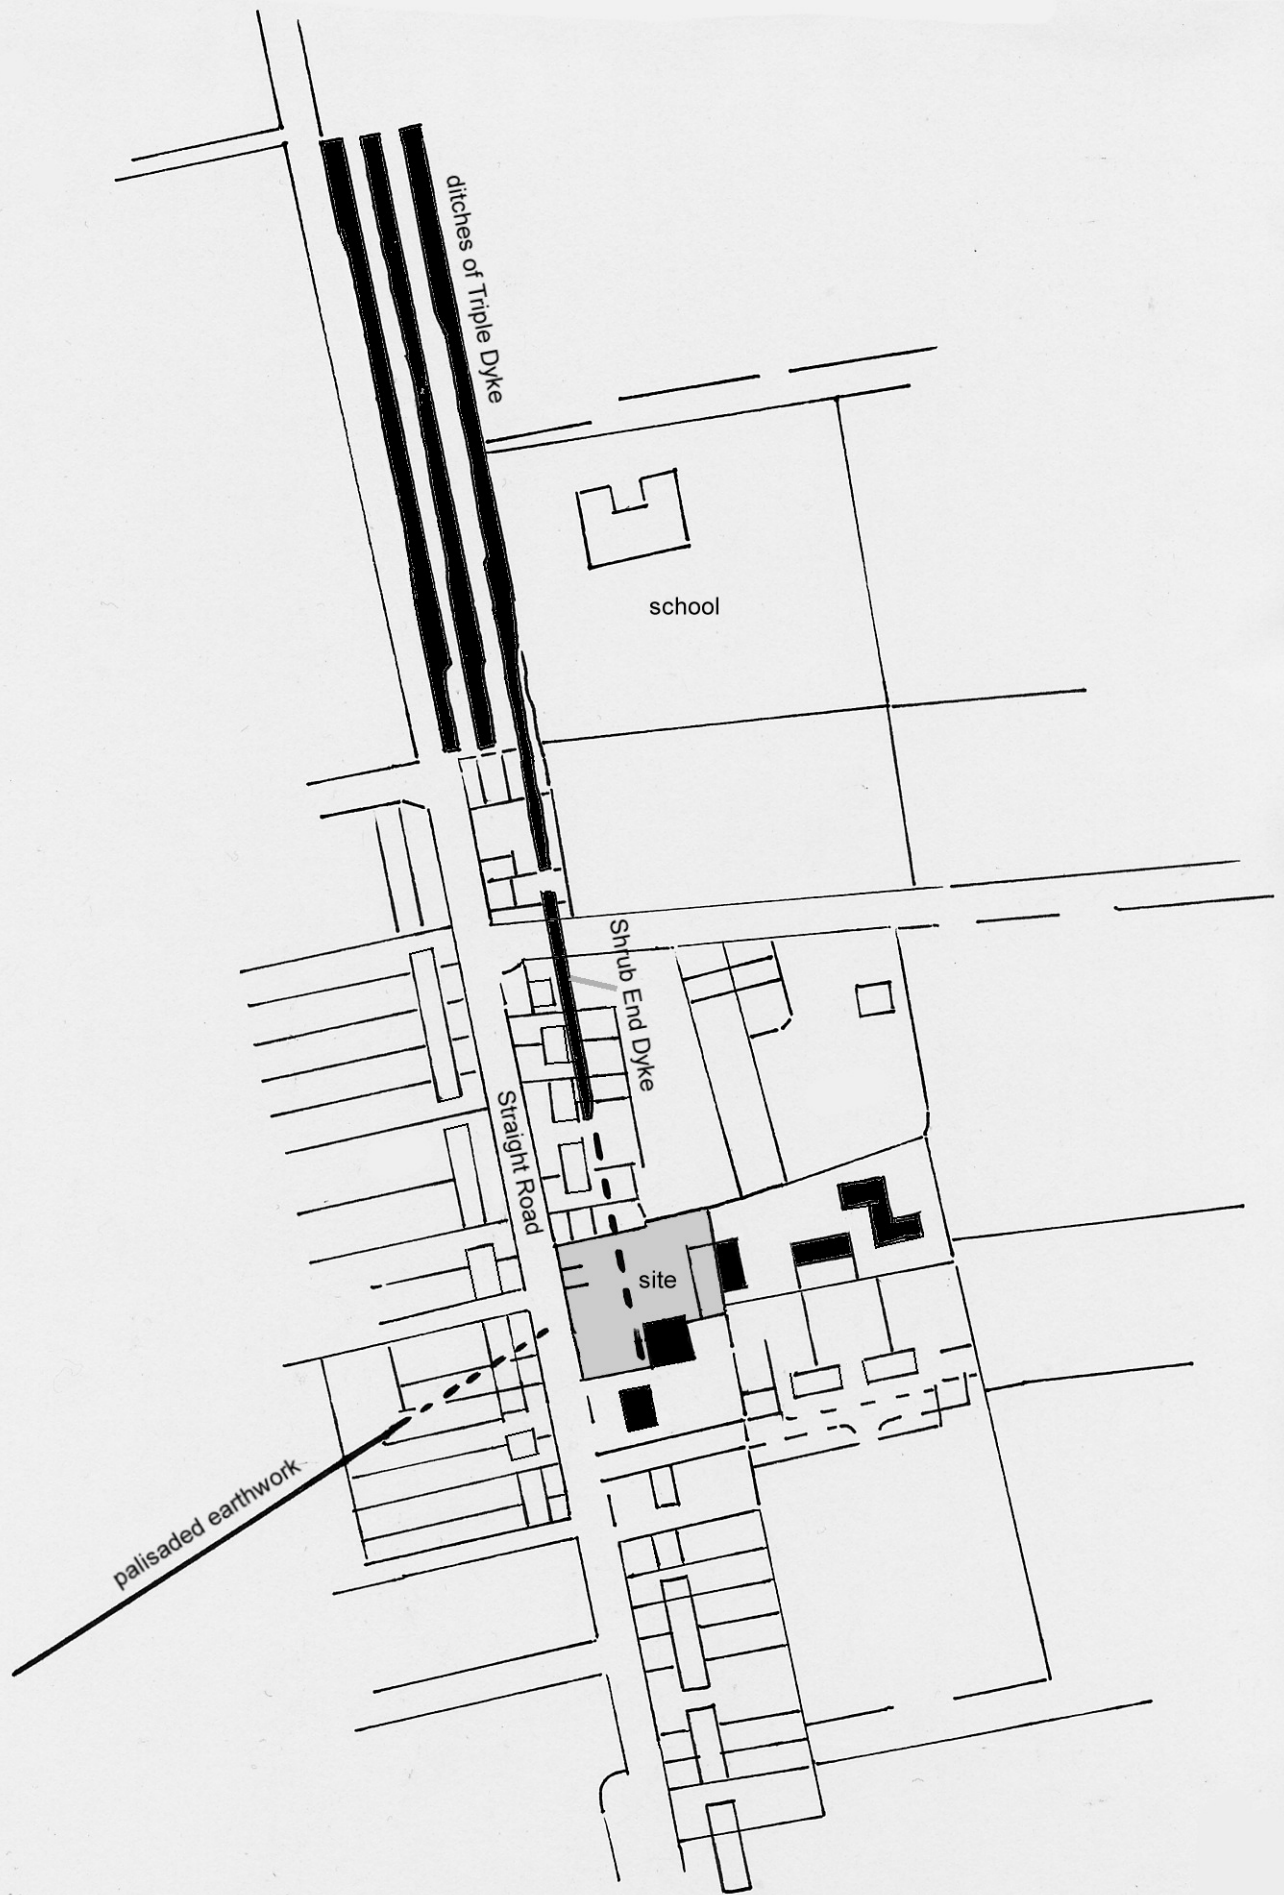 ditches of Triple Dyke
school
Shrub End Dyke
Straight Road
site
palisaded earthwork